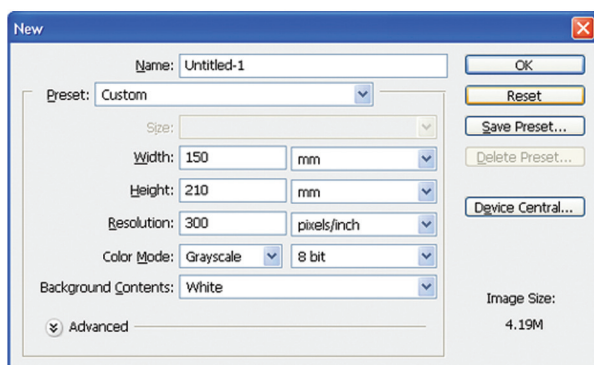 New
Name: Untitled-1
OK
Preset: Custom
Reset
Size:
Save Preset...
Width: 150 mm
Delete Preset...
Height: 210 mm
Device Central...
Resolution: 300 pixels/inch
Color Mode: Grayscale 8 bit
Background Contents: White
Image Size:
4.19M
Advanced